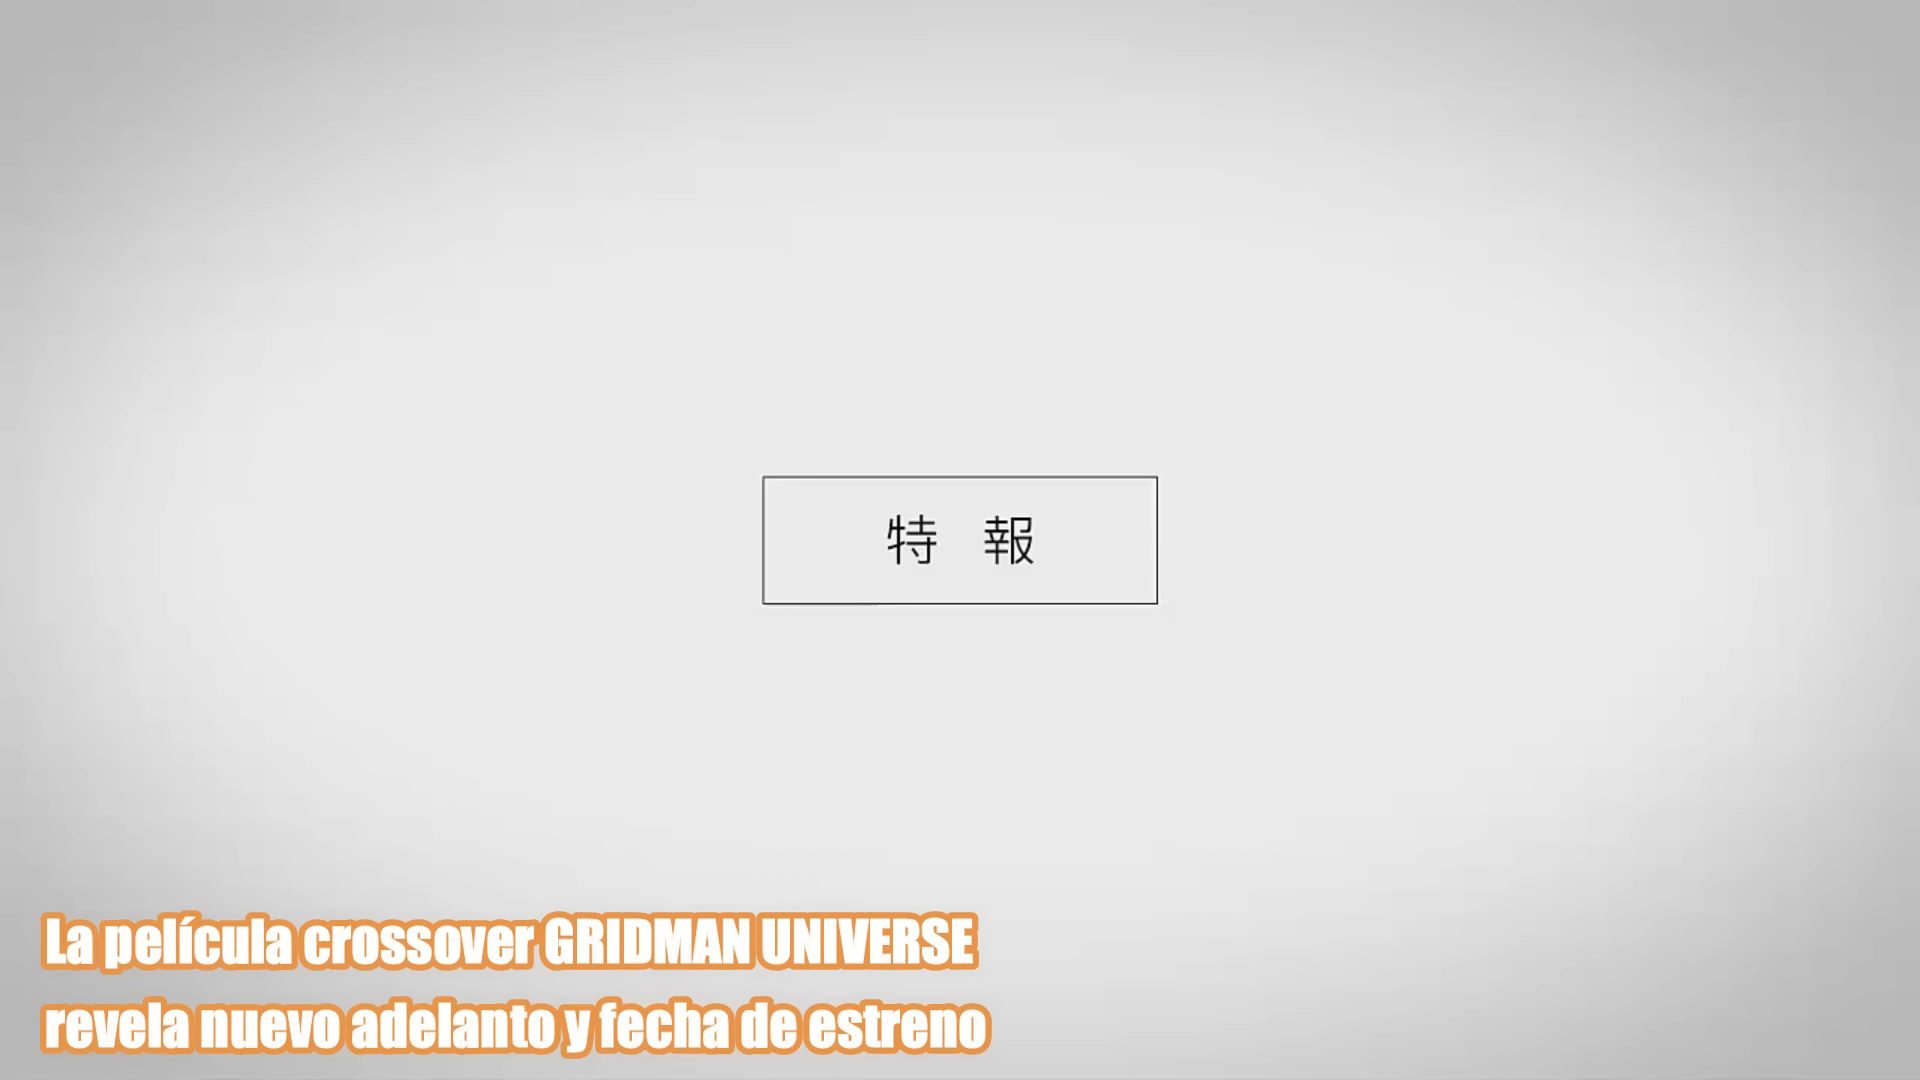 特 報
La película crossover GRIDMAN UNIVERSE
revela nuevo adelanto y fecha de estreno